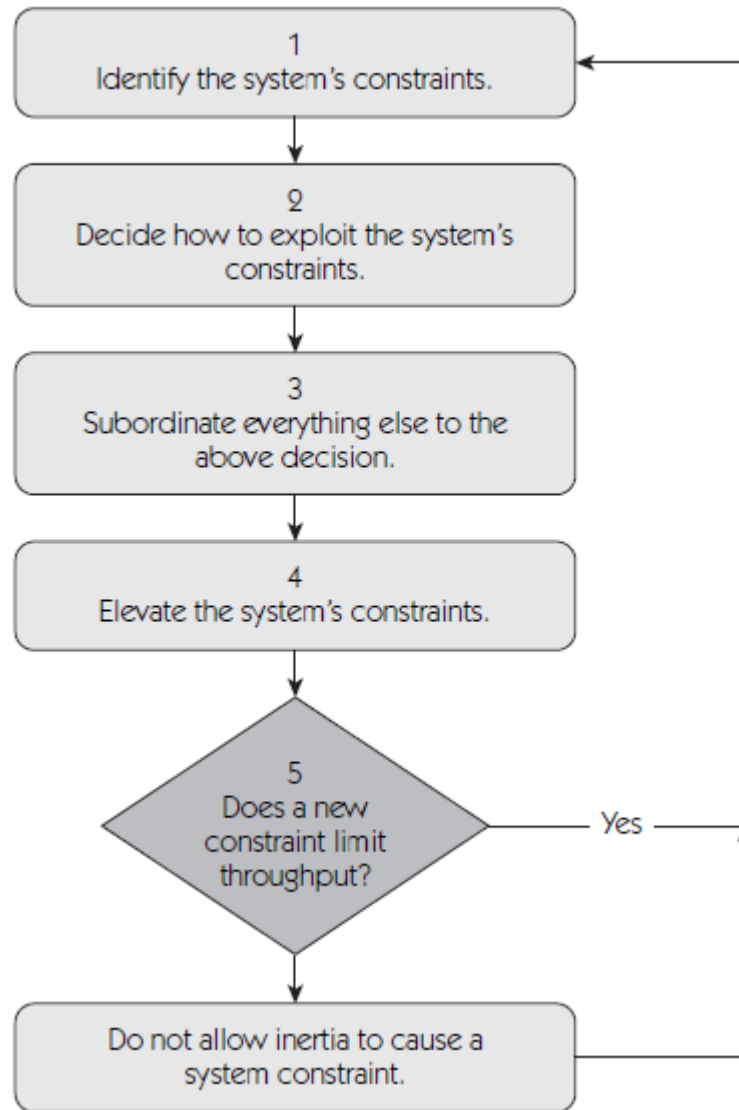 1
Identify the system’s constraints.
2
Decide how to exploit the system’s
constraints.
3
Subordinate everything else to the
above decision.
4
Elevate the system’s constraints.
5
Does a new
constraint limit
throughput?
Yes
Do not allow inertia to cause a
system constraint.